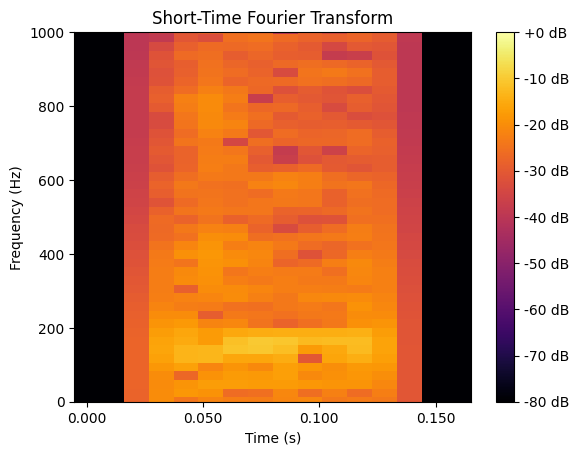 Short-Time Fourier Transform
1000
800
600
400
200
0
Frequency (Hz)
0.000
0.050
0.100
0.150
Time (s)
+0 dB
-10 dB
-20 dB
-30 dB
-40 dB
-50 dB
-60 dB
-70 dB
-80 dB